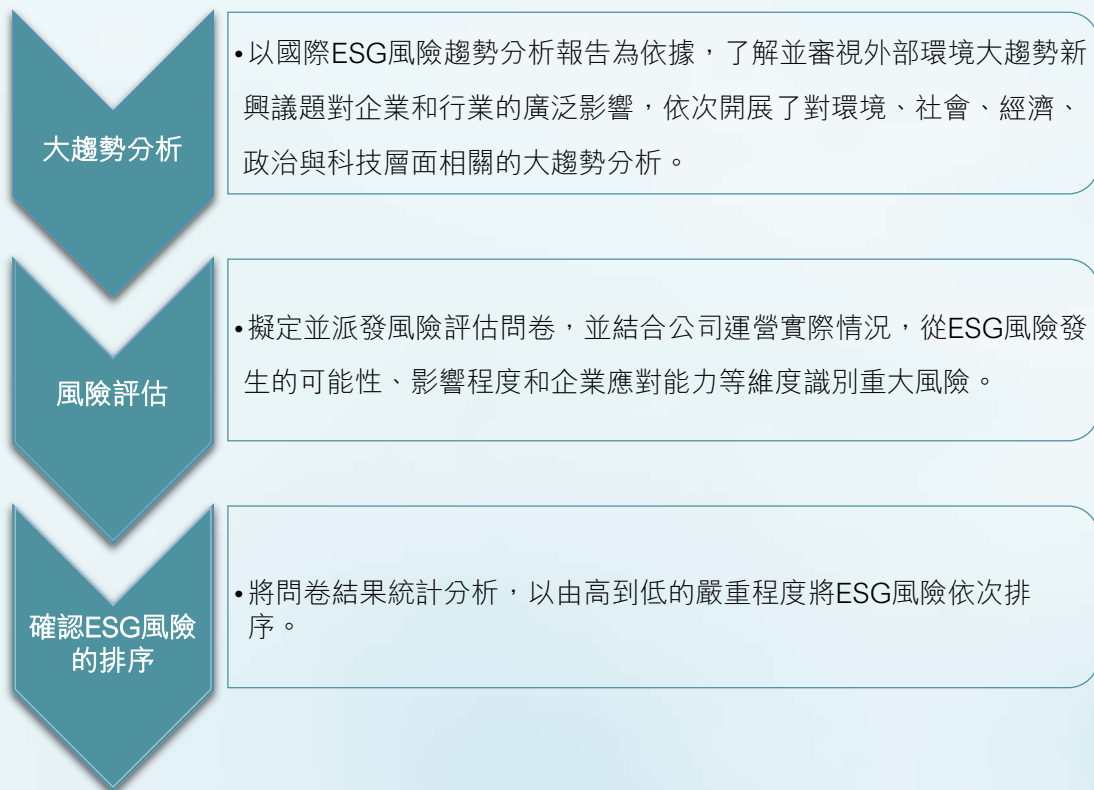 大趨勢分析
•以國際ESG風險趨勢分析報告為依據，了解並審視外部環境大趨勢新
興議題對企業和行業的廣泛影響，依次開展了對環境、社會、經濟、
政治與科技層面相關的大趨勢分析。
風險評估
•擬定並派發風險評估問卷，並結合公司運營實際情況，從ESG風險發
生的可能性、影響程度和企業應對能力等維度識別重大風險。
確認ESG風險
的排序
•將問卷結果統計分析，以由高到低的嚴重程度將ESG風險依次排
序。